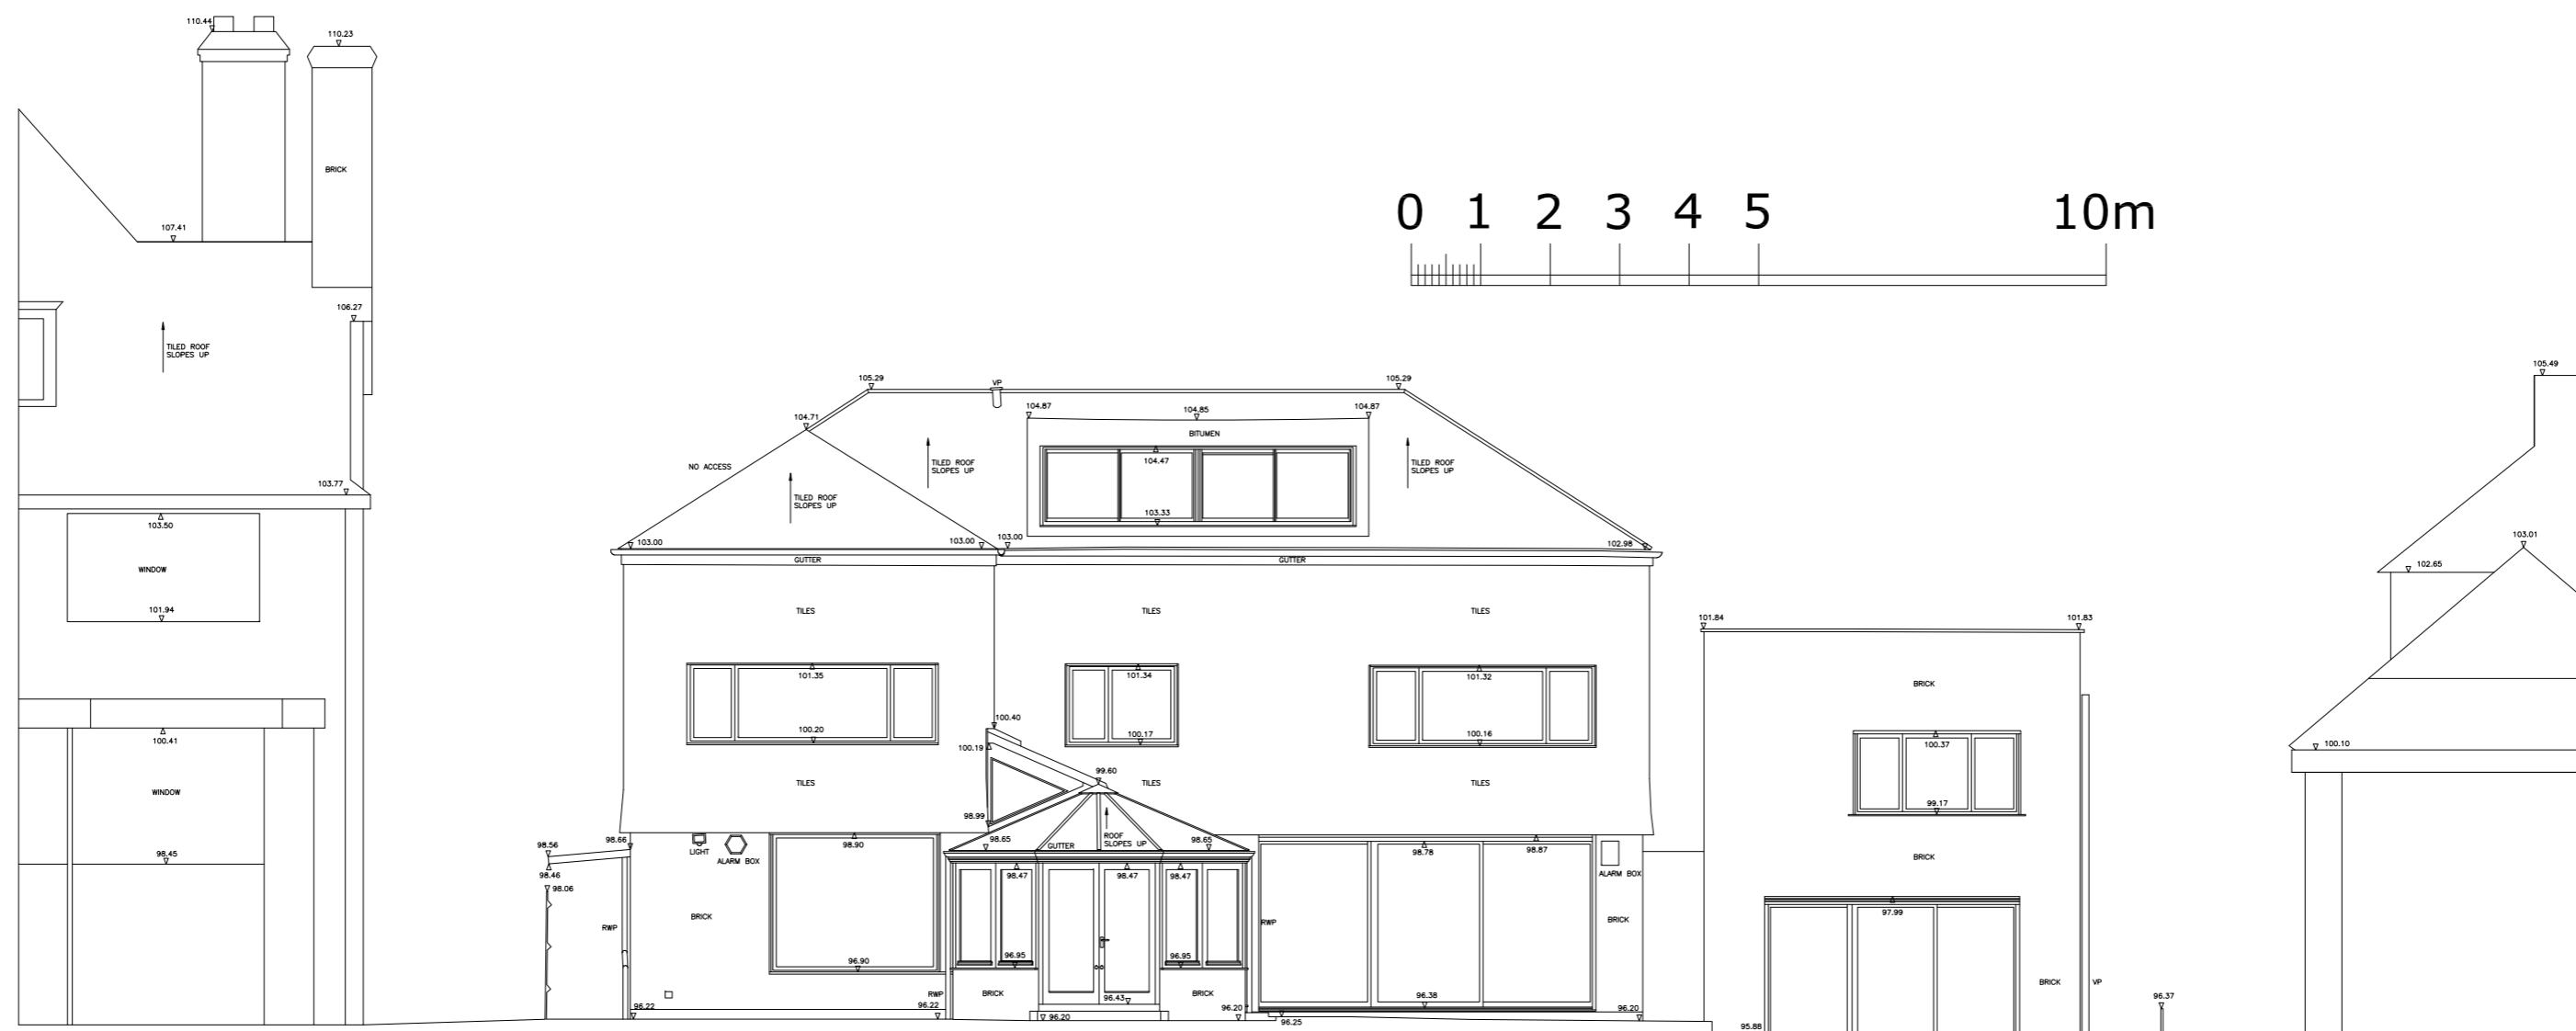 110.44
110.23
BRICK
107.41
106.27
TILED ROOF
SLOPES UP
103.77
103.50
WINDOW
101.94
100.41
WINDOW
98.45
0 1 2 3 4 5 10m
105.29
VP
105.29
104.71
104.87
104.85
104.87
BITUMEN
NO ACCESS
TILED ROOF
SLOPES UP
104.47
TILED ROOF
SLOPES UP
TILED ROOF
SLOPES UP
103.33
103.00
103.00
103.00
102.98
GUTTER
GUTTER
TILES
TILES
TILES
101.35
101.34
101.32
100.20
100.17
100.16
100.40
100.19
99.60
TILES
TILES
TILES
98.99
98.56
98.66
LIGHT
ALARM BOX
98.90
98.65
GUTTER
ROOF
SLOPES UP
98.65
98.78
98.87
ALARM BOX
98.46
98.06
98.47
98.47
98.47
BRICK
RWP
RWP
BRICK
96.90
96.95
96.95
RWP
BRICK
BRICK
96.43
96.38
96.22
96.22
96.20
96.20
96.25
96.20
101.84
101.83
BRICK
100.37
99.17
BRICK
97.99
BRICK
VP
95.88
96.37
105.49
103.01
102.65
100.10